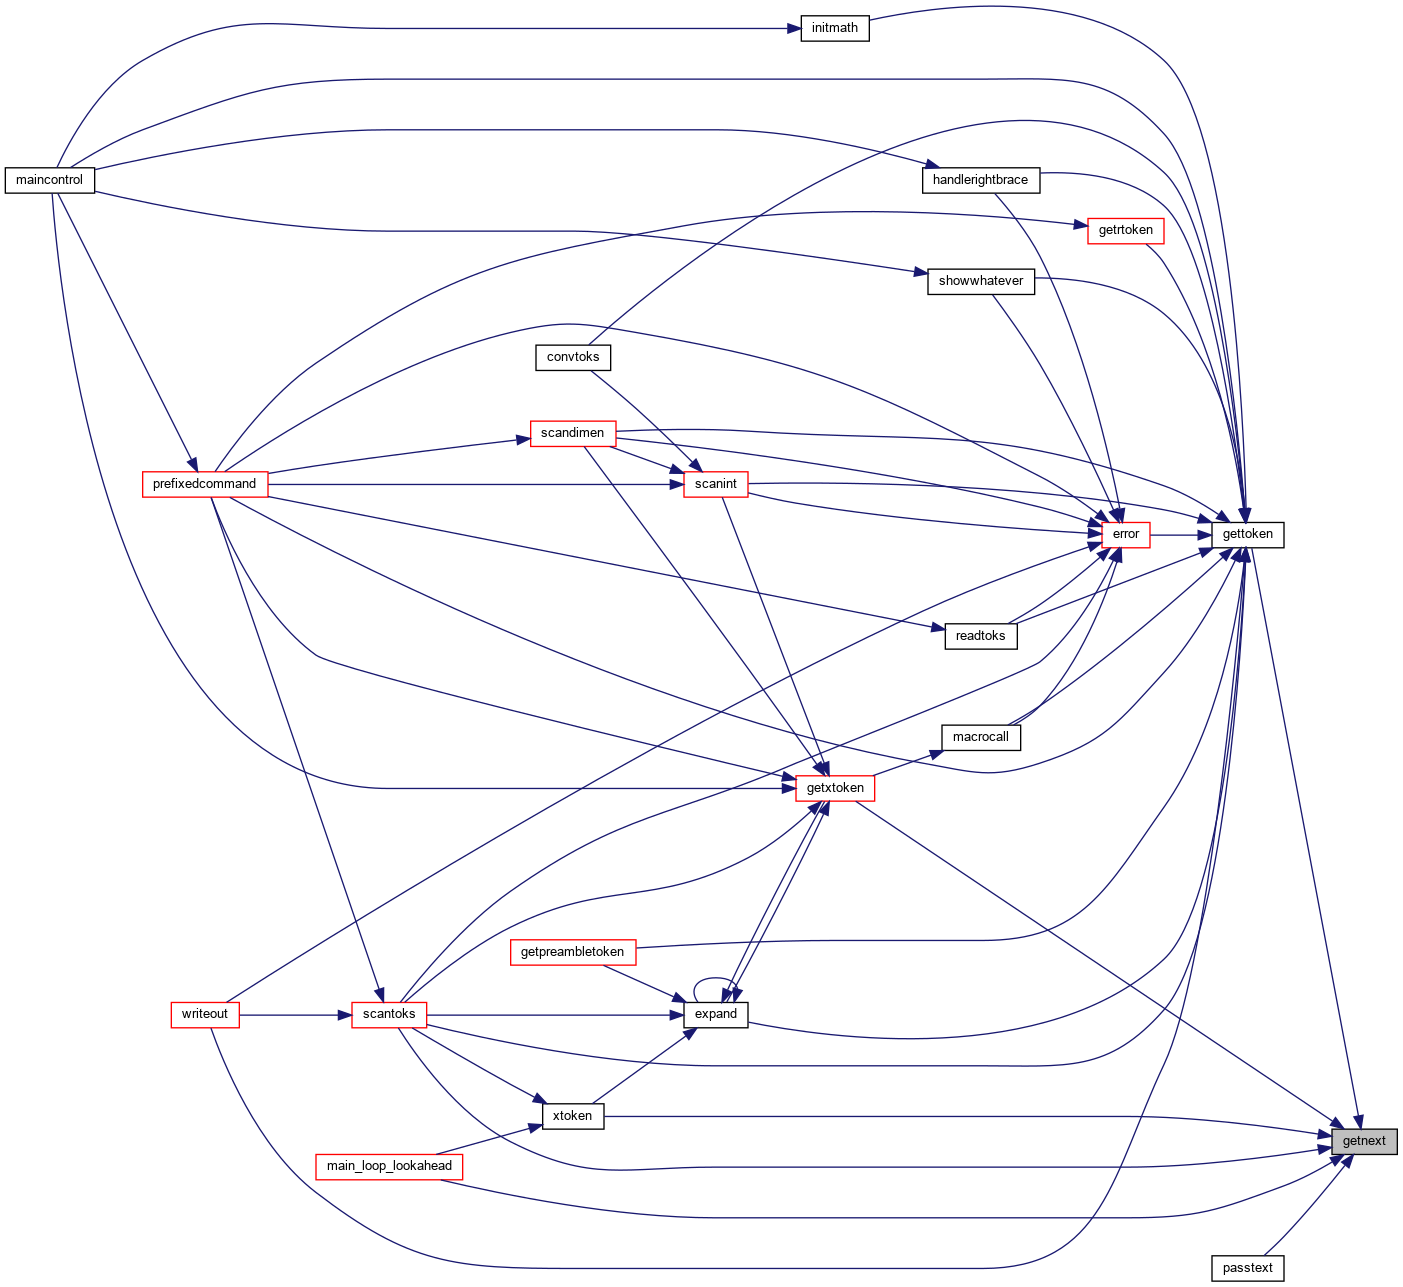 initmath
maincontrol
handlerightbrace
getrtoken
showwhatever
convtoks
scandimen
prefixedcommand
scanint
error
gettoken
readtoks
macrocall
getxtoken
getpreambletoken
writeout
scantoks
expand
xtoken
getnext
main_loop_lookahead
passtext